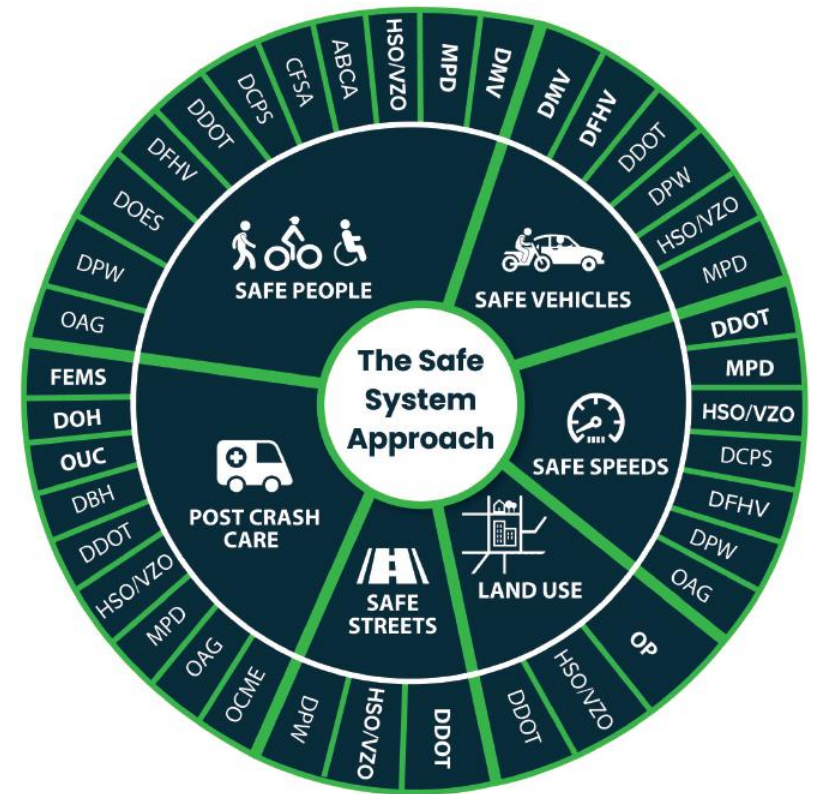 The Safe
System
Approach
SAFE PEOPLE
SAFE VEHICLES
SAFE SPEEDS
LAND USE
SAFE
STREETS
POST CRASH
CARE
DMV
DFHV
DDOT
DPW
HSO/VZO
MPD
DDOT
MPD
HSO/VZO
DCPS
DFHV
DPW
OAG
OP
HSO/VZO
DDOT
DDOT
HSO/VZO
DPW
OCME
OAG
MPD
HSO/VZO
DDOT
DBH
OUC
DOH
FEMS
OAG
DPW
DOES
DFHV
DDOT
DCPS
CFSA
ABCA
HSO/VZO
MPD
DMV